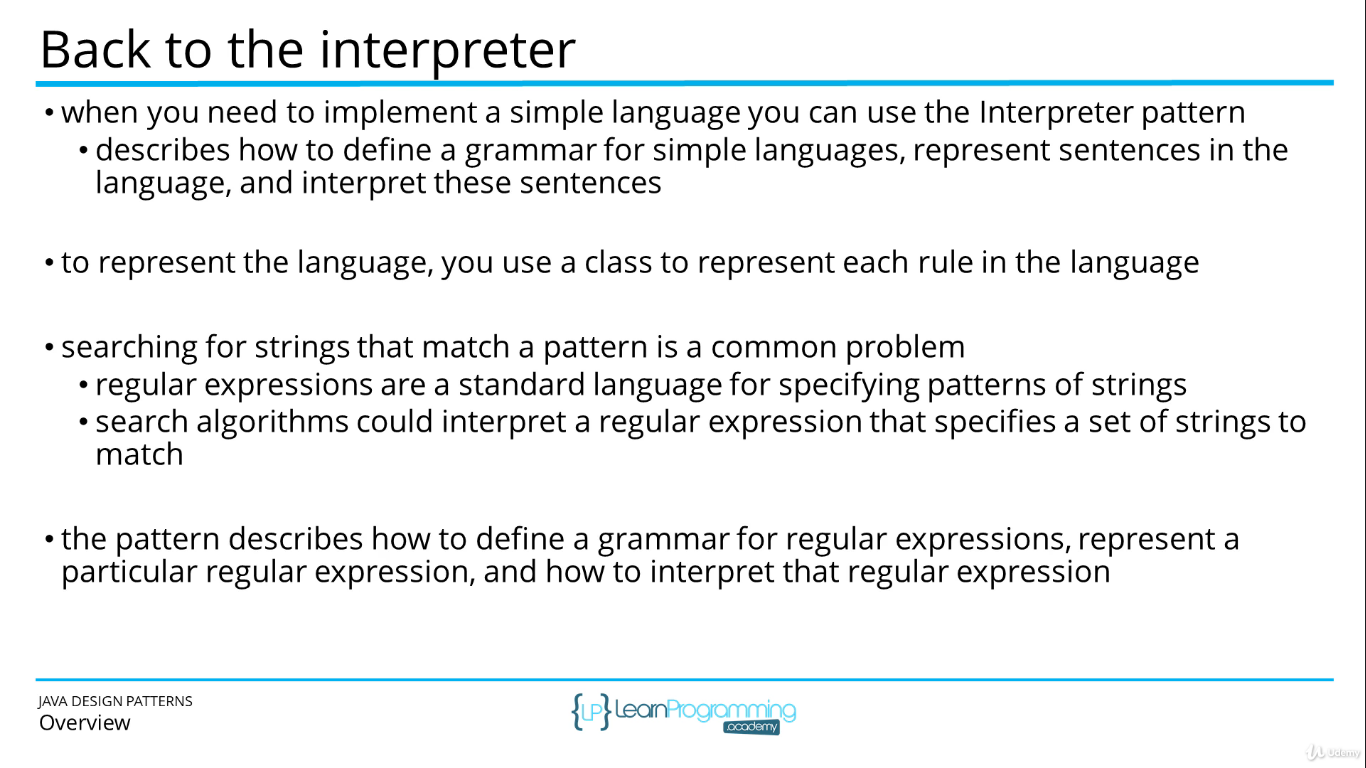 Back to the interpreter
• when you need to implement a simple language you can use the Interpreter pattern
• describes how to define a grammar for simple languages, represent sentences in the
language, and interpret these sentences
• to represent the language, you use a class to represent each rule in the language
• searching for strings that match a pattern is a common problem
• regular expressions are a standard language for specifying patterns of strings
• search algorithms could interpret a regular expression that specifies a set of strings to
match
• the pattern describes how to define a grammar for regular expressions, represent a
particular regular expression, and how to interpret that regular expression
JAVA DESIGN PATTERNS
Overview
{LP} LearnProgramming
.academy
Udemy